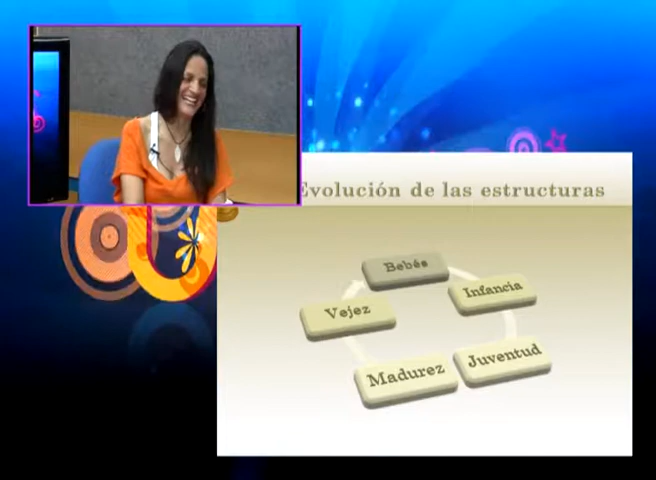 Evolución de las estructuras
Bebés
Infancia
Vejez
Juventud
Madurez